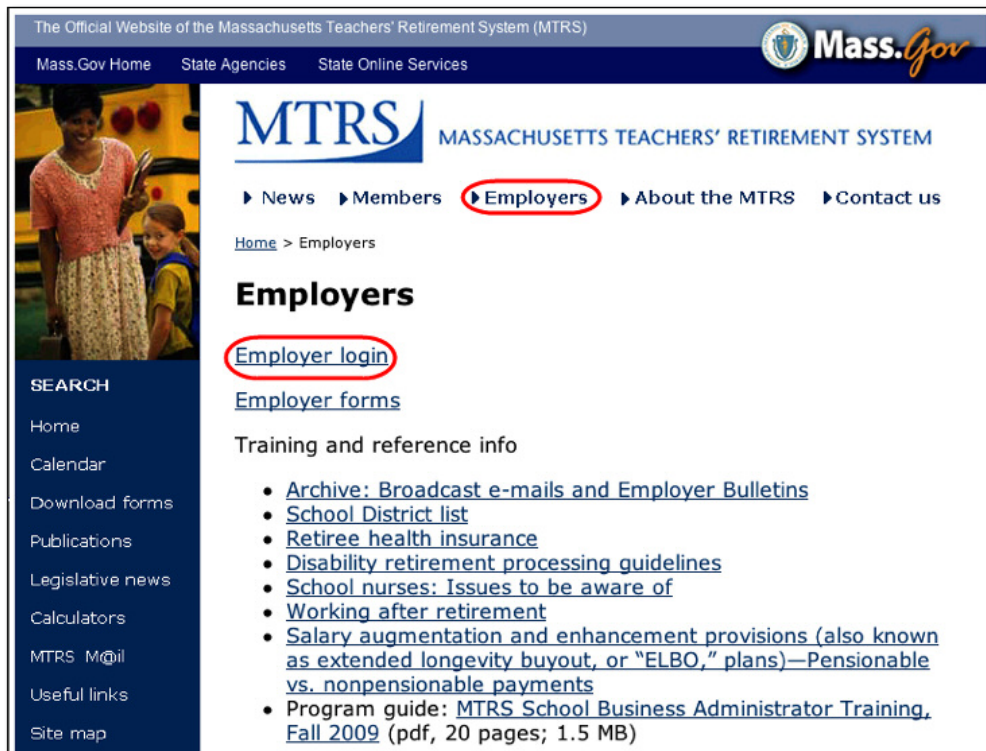 The Official Website of the Massachusetts Teachers' Retirement System (MTRS)
Mass.Gov
Mass.Gov Home State Agencies State Online Services
MTRS MASSACHUSETTS TEACHERS' RETIREMENT SYSTEM
News Members Employers About the MTRS Contact us
Home > Employers
Employers
Employer login
Employer forms
Training and reference info
• Archive: Broadcast e-mails and Employer Bulletins
• School District list
• Retiree health insurance
• Disability retirement processing guidelines
• School nurses: Issues to be aware of
• Working after retirement
• Salary augmentation and enhancement provisions (also known
as extended longevity buyout, or “ELBO,” plans)—Pensionable
vs. nonpensionable payments
• Program guide: MTRS School Business Administrator Training,
Fall 2009 (pdf, 20 pages; 1.5 MB)
SEARCH
Home
Calendar
Download forms
Publications
Legislative news
Calculators
MTRS M@il
Useful links
Site map